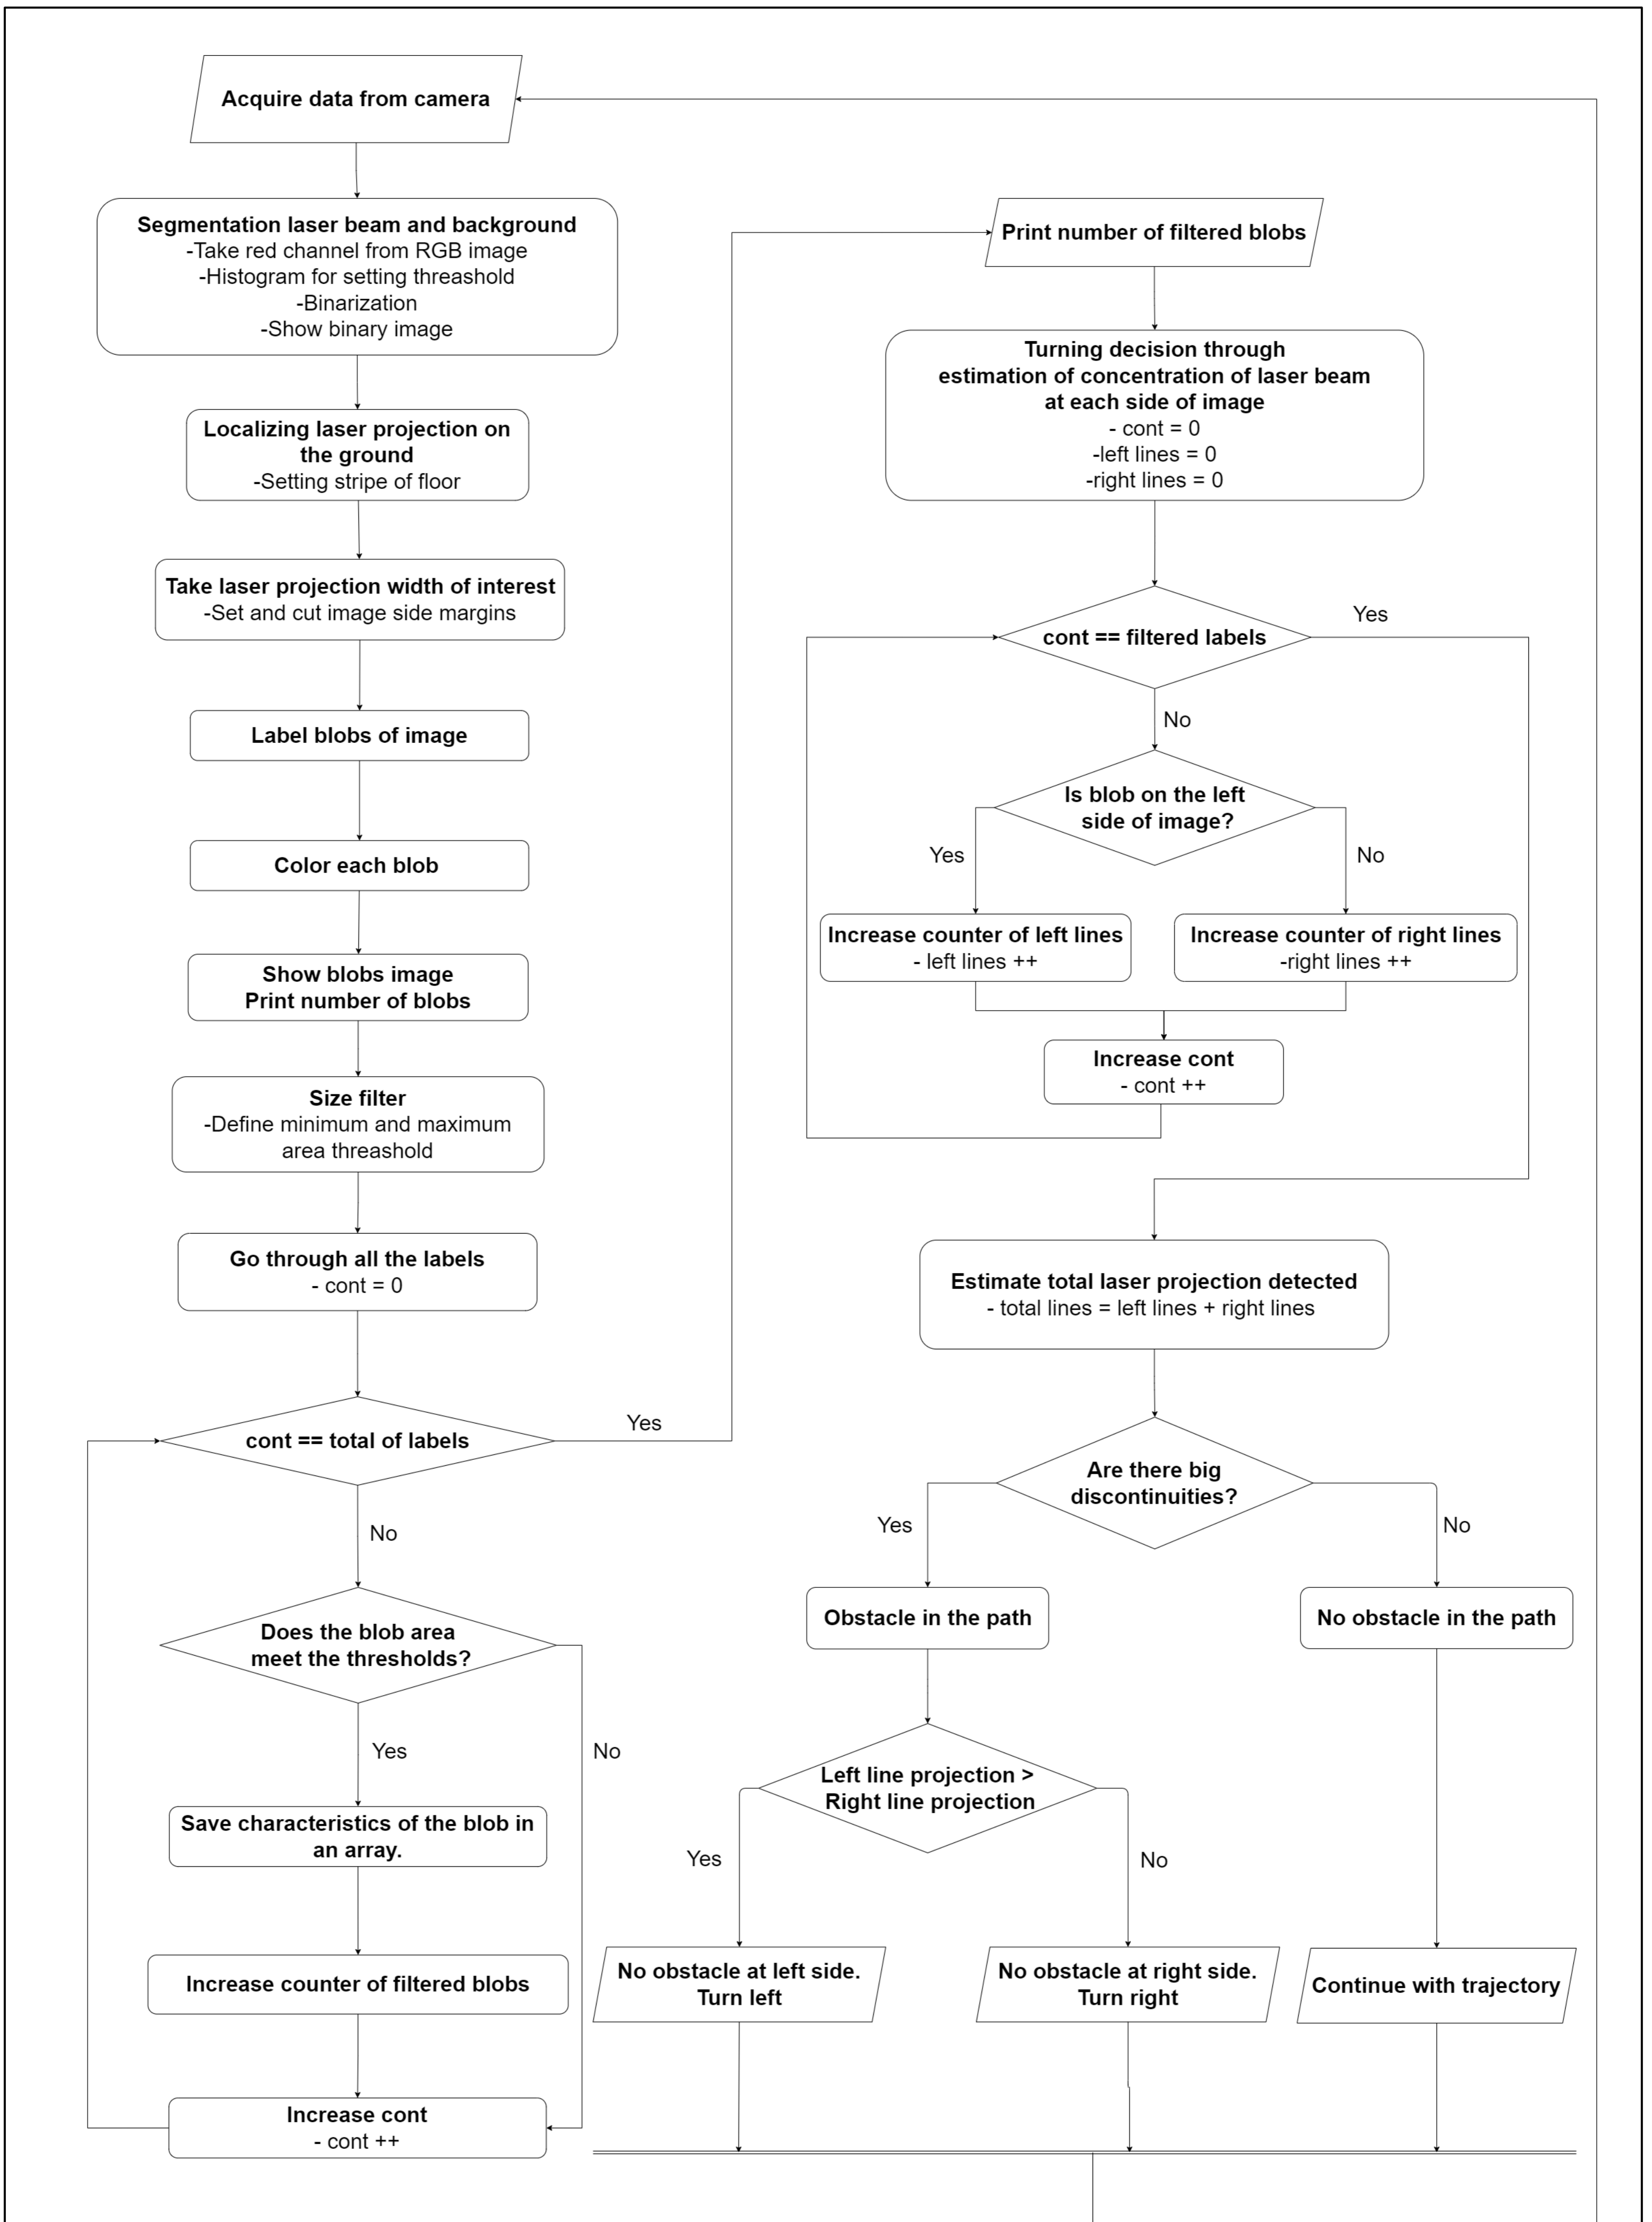 Acquire data from camera
Segmentation laser beam and background
-Take red channel from RGB image
-Histogram for setting threashold
-Binarization
-Show binary image
Localizing laser projection on
the ground
-Setting stripe of floor
Take laser projection width of interest
-Set and cut image side margins
Label blobs of image
Color each blob
Show blobs image
Print number of blobs
Size filter
-Define minimum and maximum
area threashold
Go through all the labels
- cont = 0
cont == total of labels
Yes
No
Does the blob area
meet the thresholds?
Yes
No
Save characteristics of the blob in
an array.
Increase counter of filtered blobs
Increase cont
- cont ++
Print number of filtered blobs
Turning decision through
estimation of concentration of laser beam
at each side of image
- cont = 0
-left lines = 0
-right lines = 0
cont == filtered labels
Yes
No
Is blob on the left
side of image?
Yes
No
Increase counter of left lines
- left lines ++
Increase counter of right lines
-right lines ++
Increase cont
- cont ++
Estimate total laser projection detected
- total lines = left lines + right lines
Are there big
discontinuities?
Yes
No
Obstacle in the path
No obstacle in the path
Left line projection >
Right line projection
Yes
No
No obstacle at left side.
Turn left
No obstacle at right side.
Turn right
Continue with trajectory